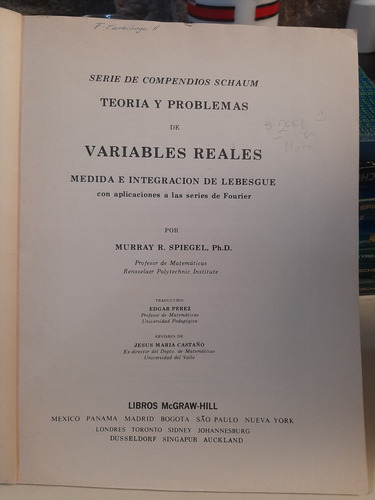 SERIE DE COMPENDIOS SCHAUM
TEORIA Y PROBLEMAS
DE
VARIABLES REALES
MEDIDA E INTEGRACION DE LEBESGUE
con aplicaciones a las series de Fourier
POR
MURRAY R. SPIEGEL, Ph.D.
Profesor de Matemáticas
Rensselaer Polytechnic Institute
TRADUCCION
EDGAR PEREZ
Profesor de Matemáticas
Universidad Pedagógica
REVISION DE
JESUS MARIA CASTAÑO
Ex-director del Depto. de Matemáticas
Universidad del Valle
LIBROS McGRAW-HILL
MEXICO PANAMA MADRID BOGOTA SÃO PAULO NUEVA YORK
LONDRES TORONTO SIDNEY JOHANNESBURG
DUSSELDORF SINGAPUR AUCKLAND